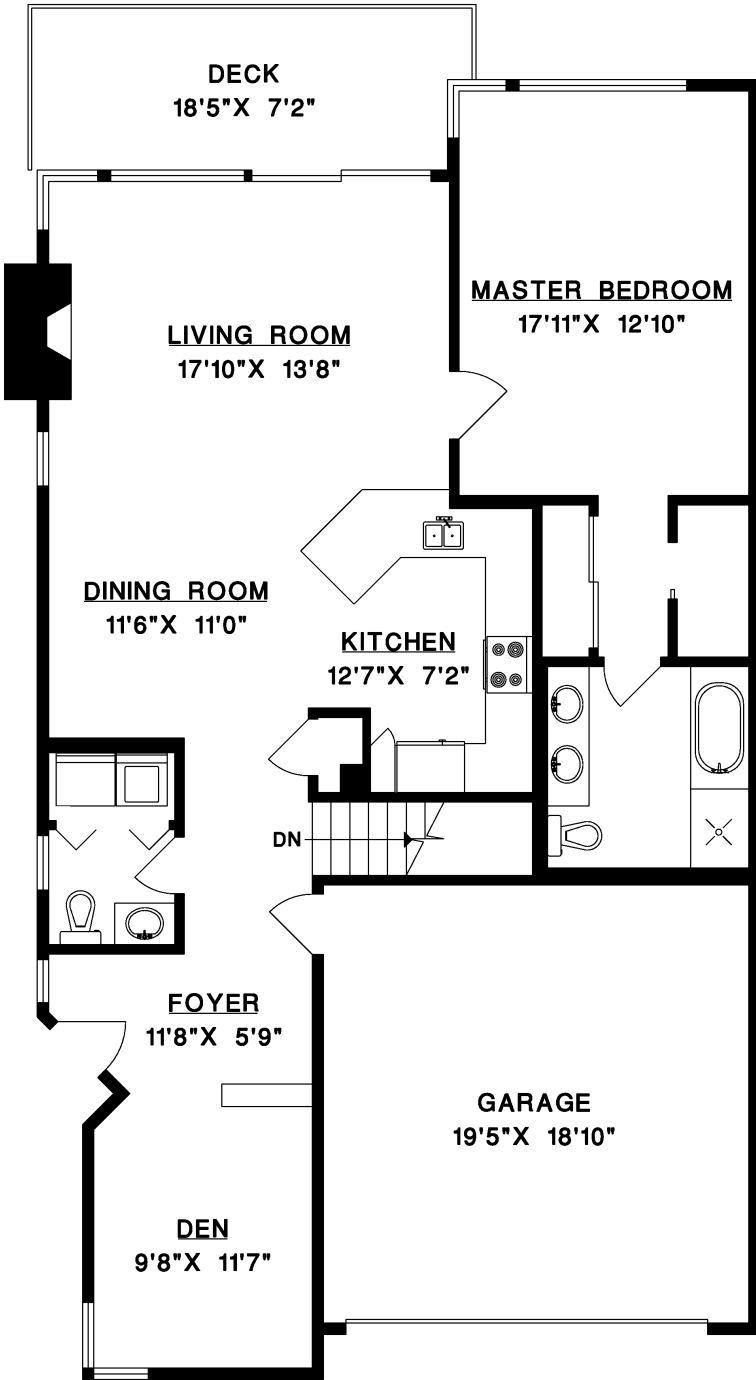 DECK
18'5"X 7'2"
MASTER BEDROOM
17'11"X 12'10"
LIVING ROOM
17'10"X 13'8"
DINING ROOM
11'6"X 11'0"
KITCHEN
12'7"X 7'2"
DN
FOYER
11'8"X 5'9"
GARAGE
19'5"X 18'10"
DEN
9'8"X 11'7"